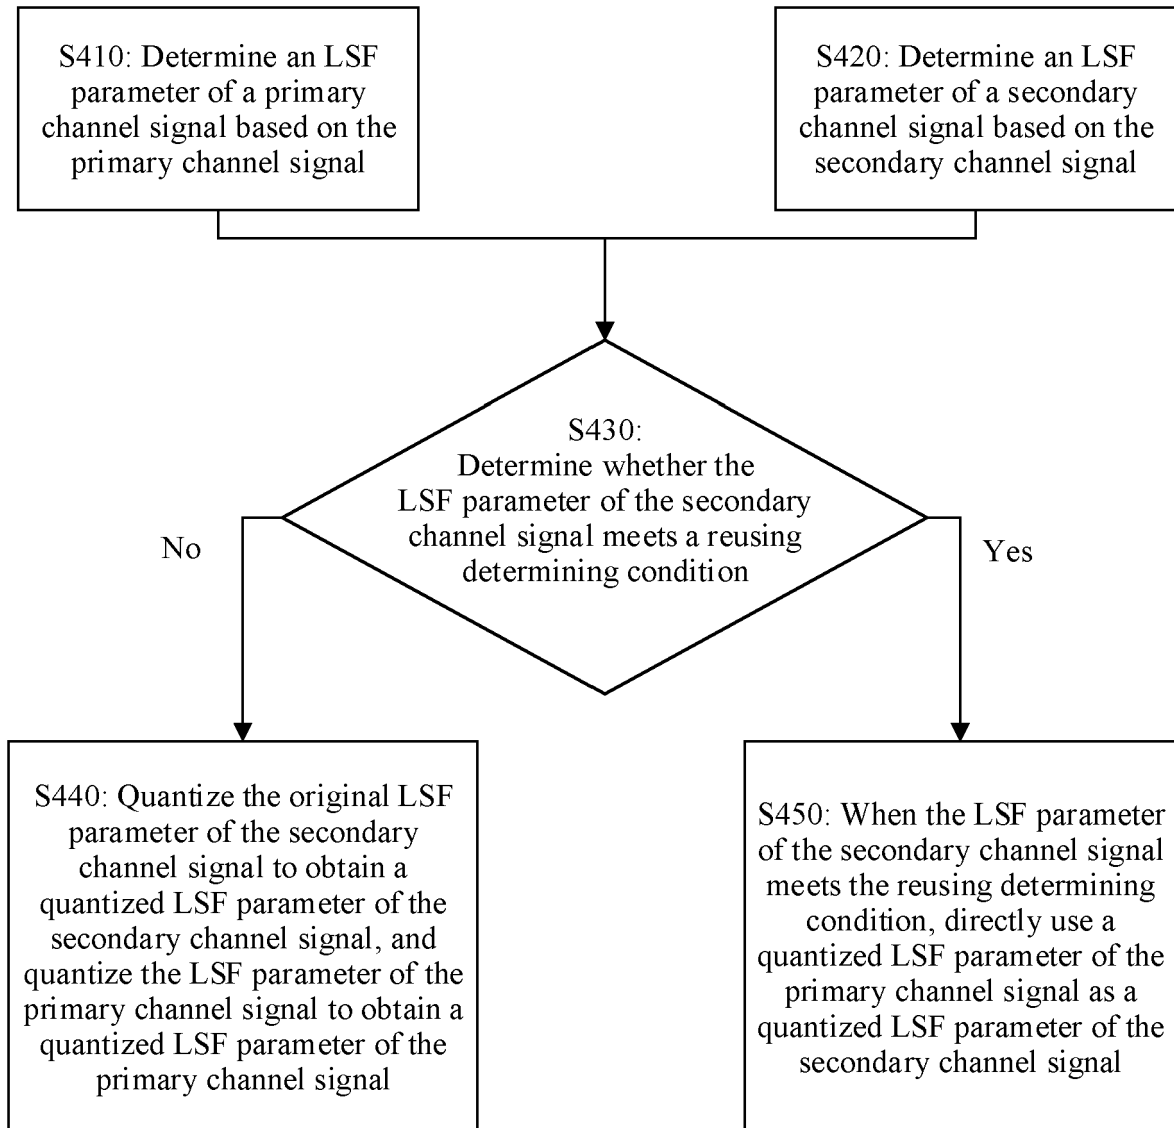 S410: Determine an LSF
parameter of a primary
channel signal based on the
primary channel signal
S420: Determine an LSF
parameter of a secondary
channel signal based on the
secondary channel signal
S430:
Determine whether the
LSF parameter of the secondary
channel signal meets a reusing
determining condition
No
Yes
S440: Quantize the original LSF
parameter of the secondary
channel signal to obtain a
quantized LSF parameter of the
secondary channel signal, and
quantize the LSF parameter of the
primary channel signal to obtain a
quantized LSF parameter of the
primary channel signal
S450: When the LSF parameter
of the secondary channel signal
meets the reusing determining
condition, directly use a
quantized LSF parameter of the
primary channel signal as a
quantized LSF parameter of the
secondary channel signal